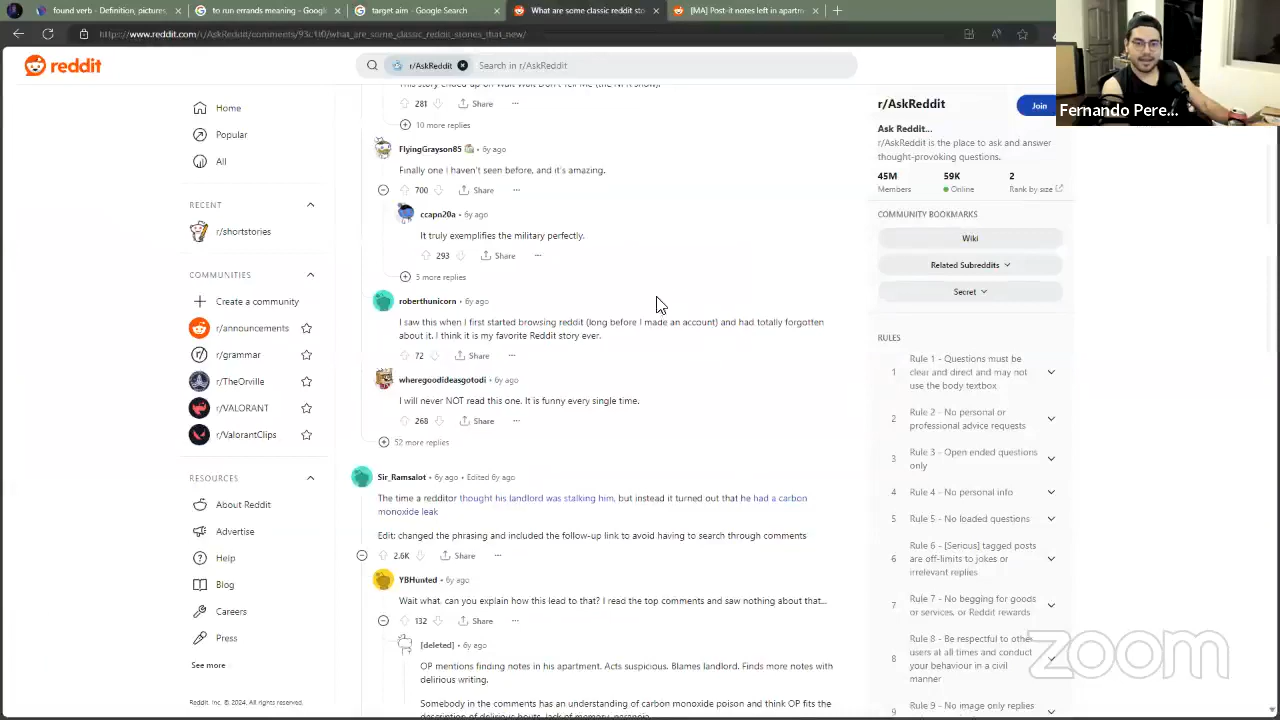 found verb - Definition, pictures,
to run errands meaning - Goo
target aim - Google Search
What are some classic reddit sto
[MA] Post-it notes left in apartm
reddit
r/AskReddit
Search in r/AskReddit
Home
Popular
All
RECENT
r/shortstories
COMMUNITIES
Create a community
r/announcements
r/grammar
r/TheOrville
r/VALORANT
r/ValorantClips
RESOURCES
About Reddit
Advertise
Help
Blog
Careers
Press
See more
Reddit, Inc. © 2024. All rights reserved.
281 Share ...
10 more replies
FlyingGrayson85 • 6y ago
Finally one I haven't seen before, and it's amazing.
700 Share ...
ccapn20a • 6y ago
It truly exemplifies the military perfectly.
293 Share ...
5 more replies
roberthunicorn • 6y ago
I saw this when I first started browsing reddit (long before I made an account) and had totally forgotten
about it. I think it is my favorite Reddit story ever.
72 Share ...
wheregoodideasgotodi • 6y ago
I will never NOT read this one. It is funny every single time.
268 Share ...
52 more replies
Sir_Ramsalot • 6y ago • Edited 6y ago
The time a redditor thought his landlord was stalking him, but instead it turned out that he had a carbon
monoxide leak
Edit: changed the phrasing and included the follow-up link to avoid having to search through comments
2.6K Share ...
YBHunted • 6y ago
Wait what, can you explain how this lead to that? I read the top comments and saw nothing about that...
132 Share ...
[deleted] • 6y ago
OP mentions finding notes in his apartment. Acts suspicious. Blames landlord. Finds more notes with
delirious writing.
Somebody in the comments has an understanding of carbon monoxide poison and think OP fits the
r/AskReddit
Join
Ask Reddit...
r/AskReddit is the place to ask and answer
thought-provoking questions.
45M 59K 2
Members Online Rank by size
COMMUNITY BOOKMARKS
Wiki
Related Subreddits
Secret
RULES
1 Rule 1 - Questions must be
clear and direct and may not
use the body textbox
2 Rule 2 - No personal or
professional advice requests
3 Rule 3 - Open ended questions
only
4 Rule 4 - No personal info
5 Rule 5 - No loaded questions
6 Rule 6 - [Serious] tagged posts
are off-limits to jokes or
irrelevant replies
7 Rule 7 - No begging for goods
or services, or Reddit rewards
8 Rule 8 - Be respectful to other
users at all times and conduct
your behaviour in a civil
manner
9 Rule 9 - No image only replies
Fernando Pere...
zoom